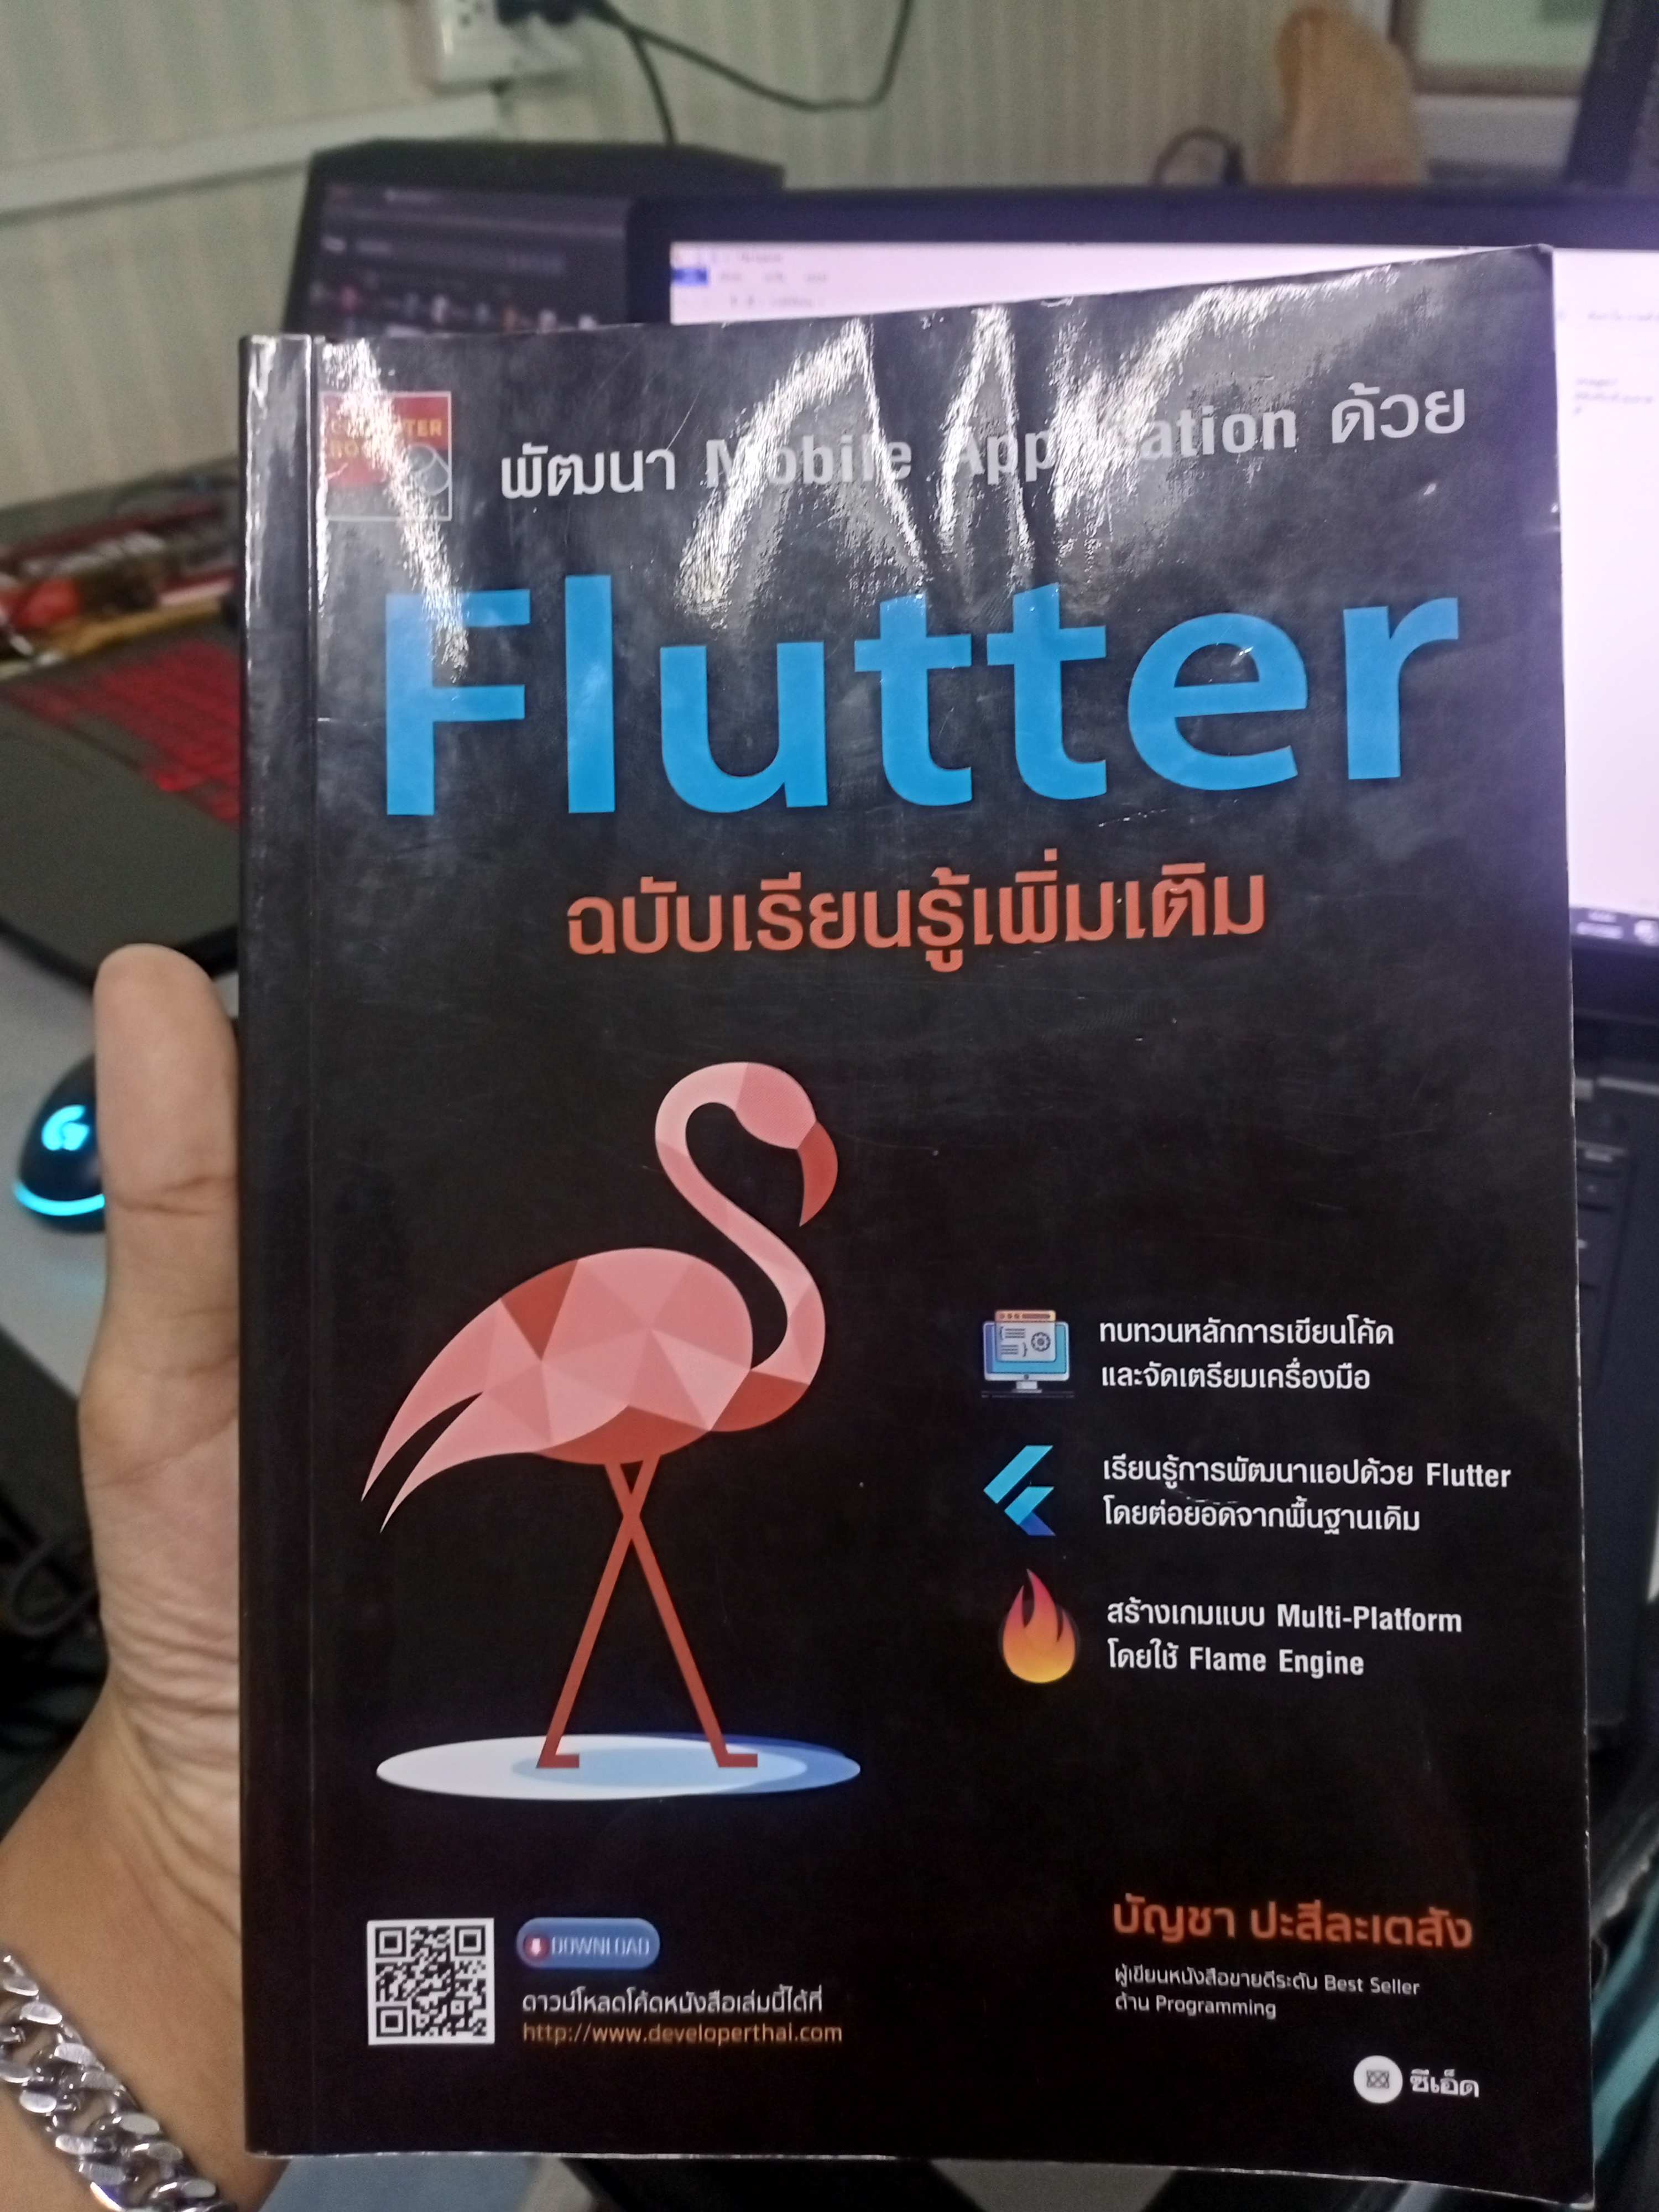 พัฒนา Mobile Application ด้วย
Flutter
ฉบับเรียนรู้เพิ่มเติม
ทบทวนหลักการเขียนโค้ด
และจัดเตรียมเครื่องมือ
เรียนรู้การพัฒนาแอปด้วย Flutter
โดยต่อยอดจากพื้นฐานเดิม
สร้างเกมแบบ Multi-Platform
โดยใช้ Flame Engine
DOWNLOAD
ดาวน์โหลดโค้ดหนังสือเล่มนี้ได้ที่
http://www.developerthai.com
บัญชา ปะสีละเตสัง
ผู้เขียนหนังสือขายดีระดับ Best Seller
ด้าน Programming
ซีเอ็ด